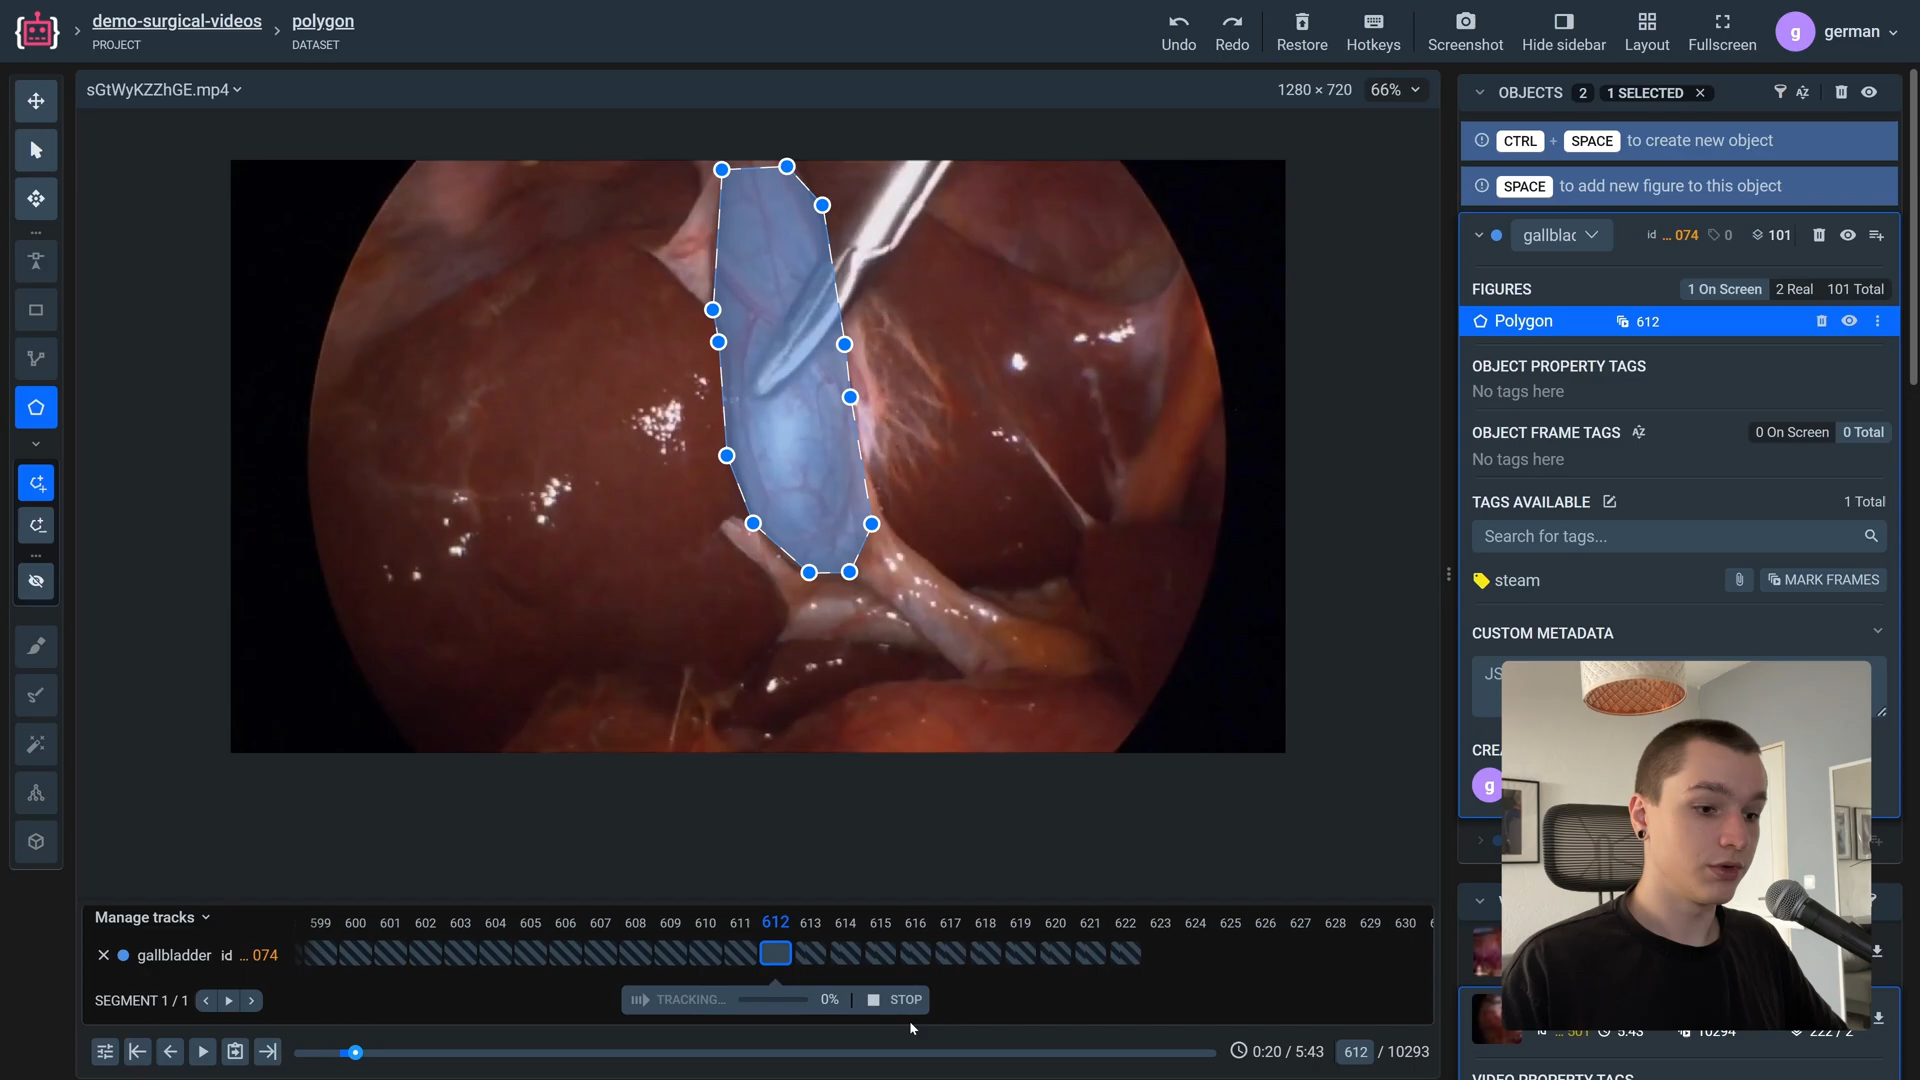 demo-surgical-videos
PROJECT
polygon
DATASET
Undo
Redo
Restore
Hotkeys
Screenshot
Hide sidebar
Layout
Fullscreen
g
german
sGtWyKZZhGE.mp4
1280 × 720
66%
OBJECTS 2 1 SELECTED
CTRL + SPACE to create new object
SPACE to add new figure to this object
gallblad
id ... 074 0 101
FIGURES
1 On Screen 2 Real 101 Total
Polygon 612
OBJECT PROPERTY TAGS
No tags here
OBJECT FRAME TAGS
0 On Screen 0 Total
No tags here
TAGS AVAILABLE
1 Total
Search for tags...
steam
MARK FRAMES
CUSTOM METADATA
g
Manage tracks
599 600 601 602 603 604 605 606 607 608 609 610 611 612 613 614 615 616 617 618 619 620 621 622 623 624 625 626 627 628 629 630
gallbladder id ... 074
SEGMENT 1 / 1
TRACKING... 0% STOP
0:20 / 5:43
612 / 10293